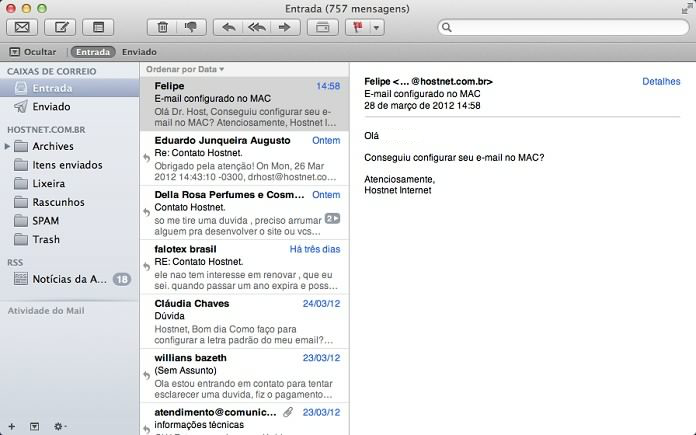 Entrada (757 mensagens)
Ocultar Entrada Enviado
CAIXAS DE CORREIO
Entrada
Enviado
HOSTNET.COM.BR
Archives
Itens enviados
Lixeira
Rascunhos
SPAM
Trash
RSS
Notícias da A... 18
Atividade do Mail
Ordenar por Data
Felipe 14:58
E-mail configurado no MAC
Olá Dr. Host, Conseguiu configurar seu e-
mail no MAC? Atenciosamente, Hostnet I...
Eduardo Junqueira Augusto Ontem
Re: Contato Hostnet.
Obrigado pela atenção! On Mon, 26 Mar
2012 14:43:10 -0300, drhost@hostnet.co...
Della Rosa Perfumes e Cosm... Ontem
Contato Hostnet.
so me tire uma duvida , preciso arrumar 2
alguem pra desenvolver o site ou vcs...
falotex brasil Há três dias
RE: Contato Hostnet.
ele nao tem interesse em renovar , que eu
sei. quando passar um ano expira e poss...
Cláudia Chaves 24/03/12
Dúvida
Hostnet, Bom dia Como faço para
configurar a letra padrão do meu email?...
willians bazeth 23/03/12
(Sem Assunto)
Ola estou entrando em contato para tentar
esclarecer uma duvida, fiz o pagamento...
atendimento@comunic... 23/03/12
informações técnicas
Felipe <... @hostnet.com.br> Detalhes
E-mail configurado no MAC
28 de março de 2012 14:58
Olá
Conseguiu configurar seu e-mail no MAC?
Atenciosamente,
Hostnet Internet